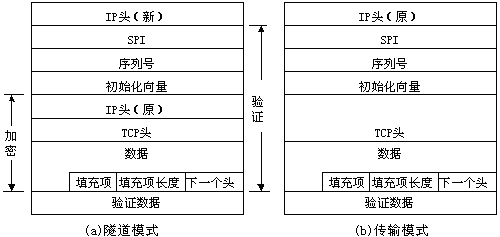 IP头（新）
SPI
序列号
初始化向量
IP头（原）
TCP头
数据
填充项 填充项长度 下一个头
验证数据
加密
验证
(a)隧道模式
IP头（原）
SPI
序列号
初始化向量
TCP头
数据
填充项 填充项长度 下一个头
验证数据
(b)传输模式